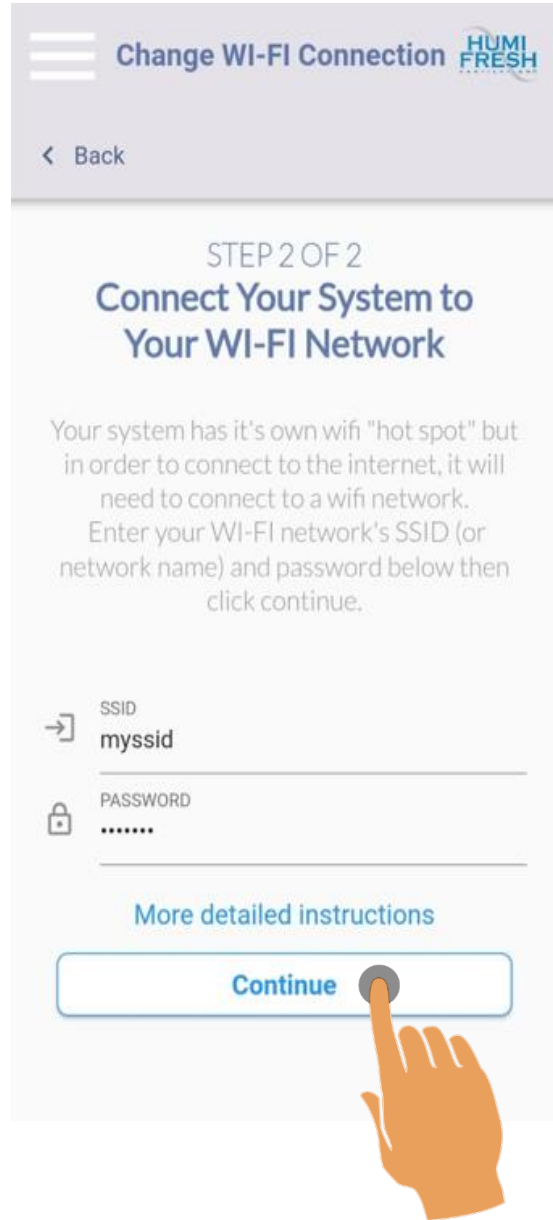 Change WI-FI Connection
HUMI
FRESH
Back
STEP 2 OF 2
Connect Your System to
Your WI-FI Network
Your system has it's own wifi "hot spot" but
in order to connect to the internet, it will
need to connect to a wifi network.
Enter your WI-FI network's SSID (or
network name) and password below then
click continue.
SSID
myssid
PASSWORD
•••••••
More detailed instructions
Continue